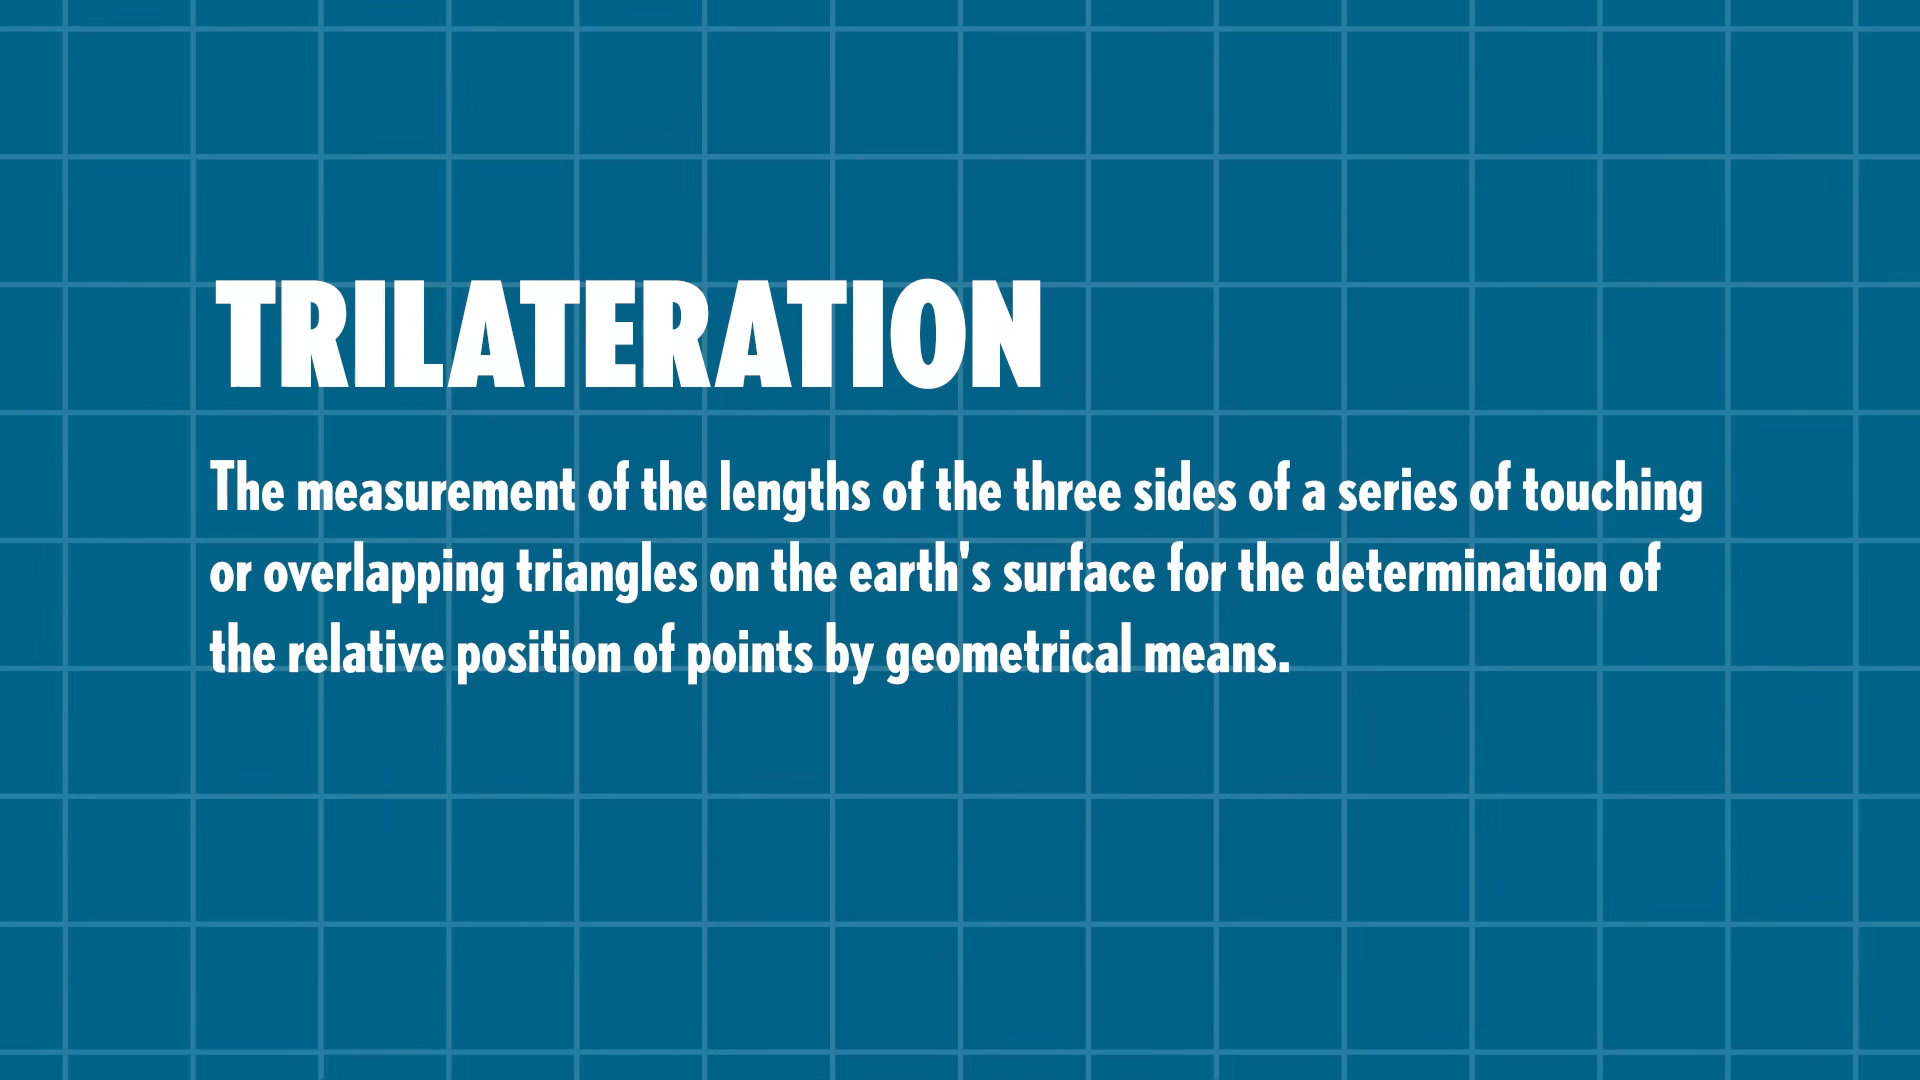 TRILATERATION
The measurement of the lengths of the three sides of a series of touching
or overlapping triangles on the earth's surface for the determination of
the relative position of points by geometrical means.